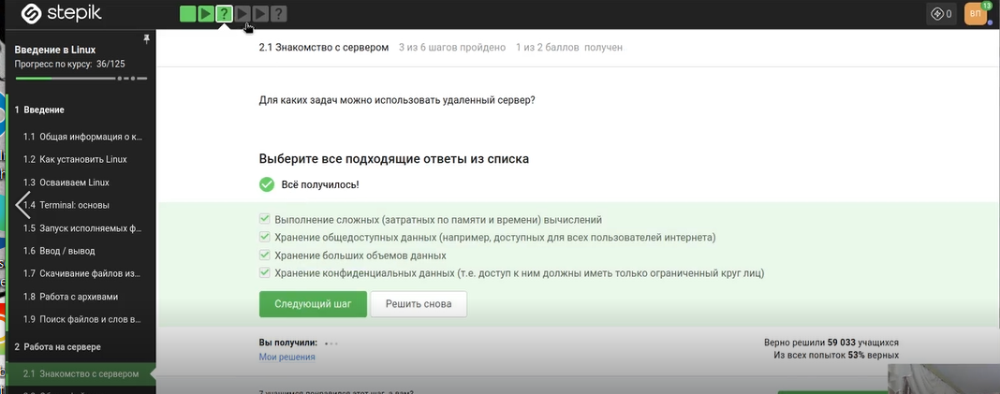 stepik
0
ВП
13
Введение в Linux
Прогресс по курсу: 36/125
1 Введение
1.1 Общая информация о к...
1.2 Как установить Linux
1.3 Осваиваем Linux
1.4 Terminal: основы
1.5 Запуск исполняемых ф...
1.6 Ввод / вывод
1.7 Скачивание файлов из...
1.8 Работа с архивами
1.9 Поиск файлов и слов в...
2 Работа на сервере
2.1 Знакомство с сервером
2.1 Знакомство с сервером 3 из 6 шагов пройдено 1 из 2 баллов получен
Для каких задач можно использовать удаленный сервер?
Выберите все подходящие ответы из списка
Всё получилось!
Выполнение сложных (затратных по памяти и времени) вычислений
Хранение общедоступных данных (например, доступных для всех пользователей интернета)
Хранение больших объемов данных
Хранение конфиденциальных данных (т.е. доступ к ним должны иметь только ограниченный круг лиц)
Следующий шаг
Решить снова
Вы получили:
Мои решения
Верно решили 59 033 учащихся
Из всех попыток 53% верных